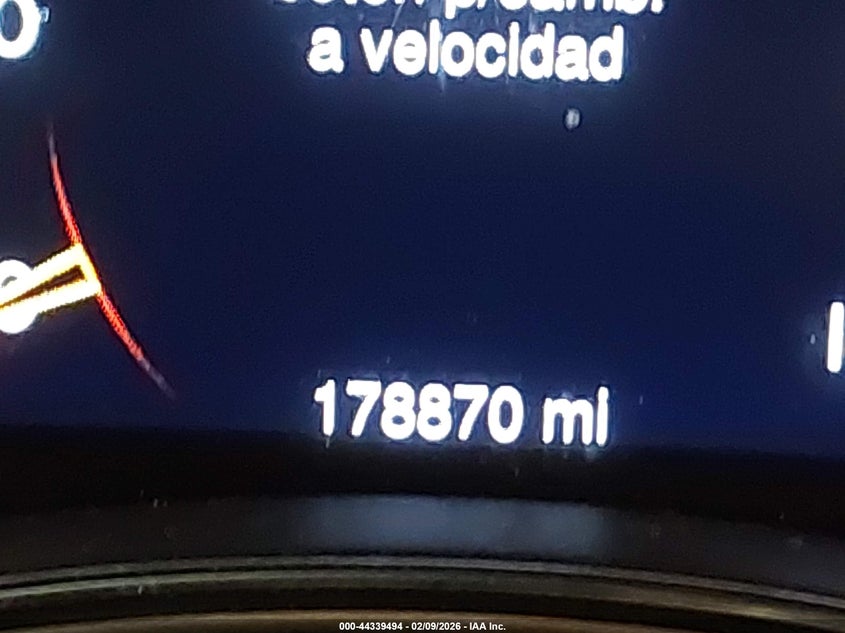 a velocidad
178870 mi
000-44339494 - 02/09/2026 - IAA Inc.